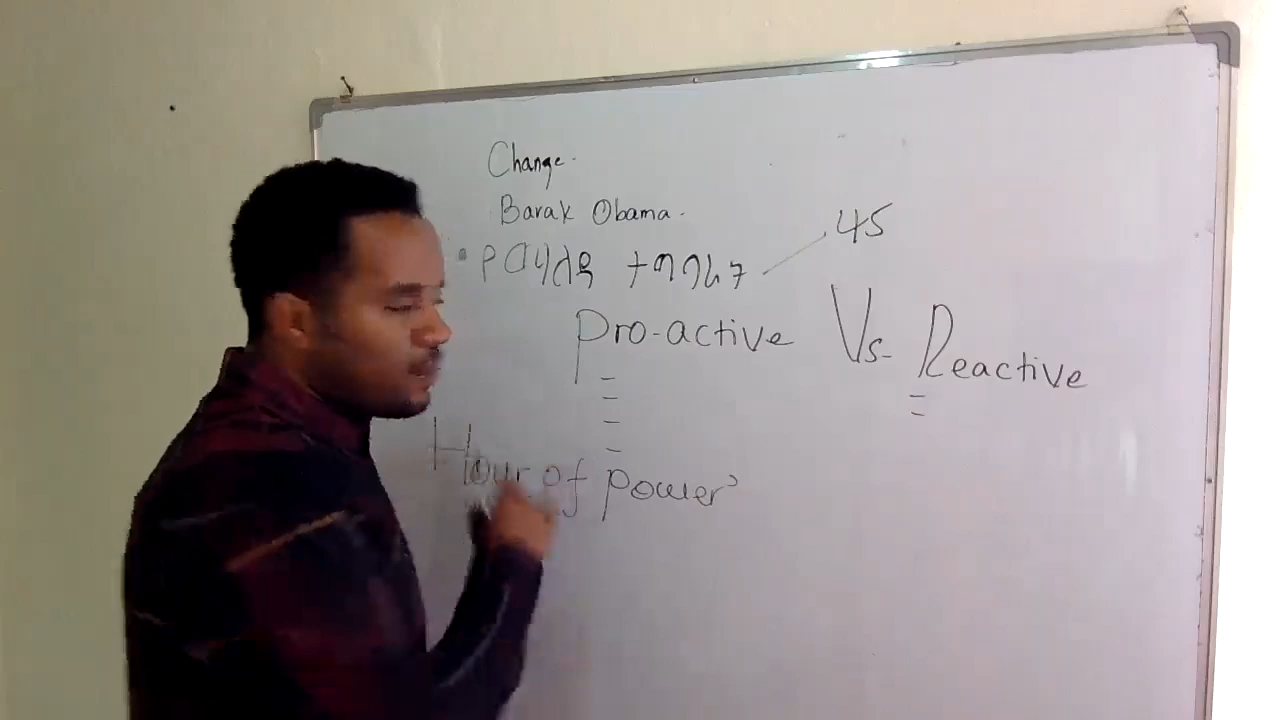 Change.
Barak Obama.
45
Pro-active Vs. Reactive
Hour of power